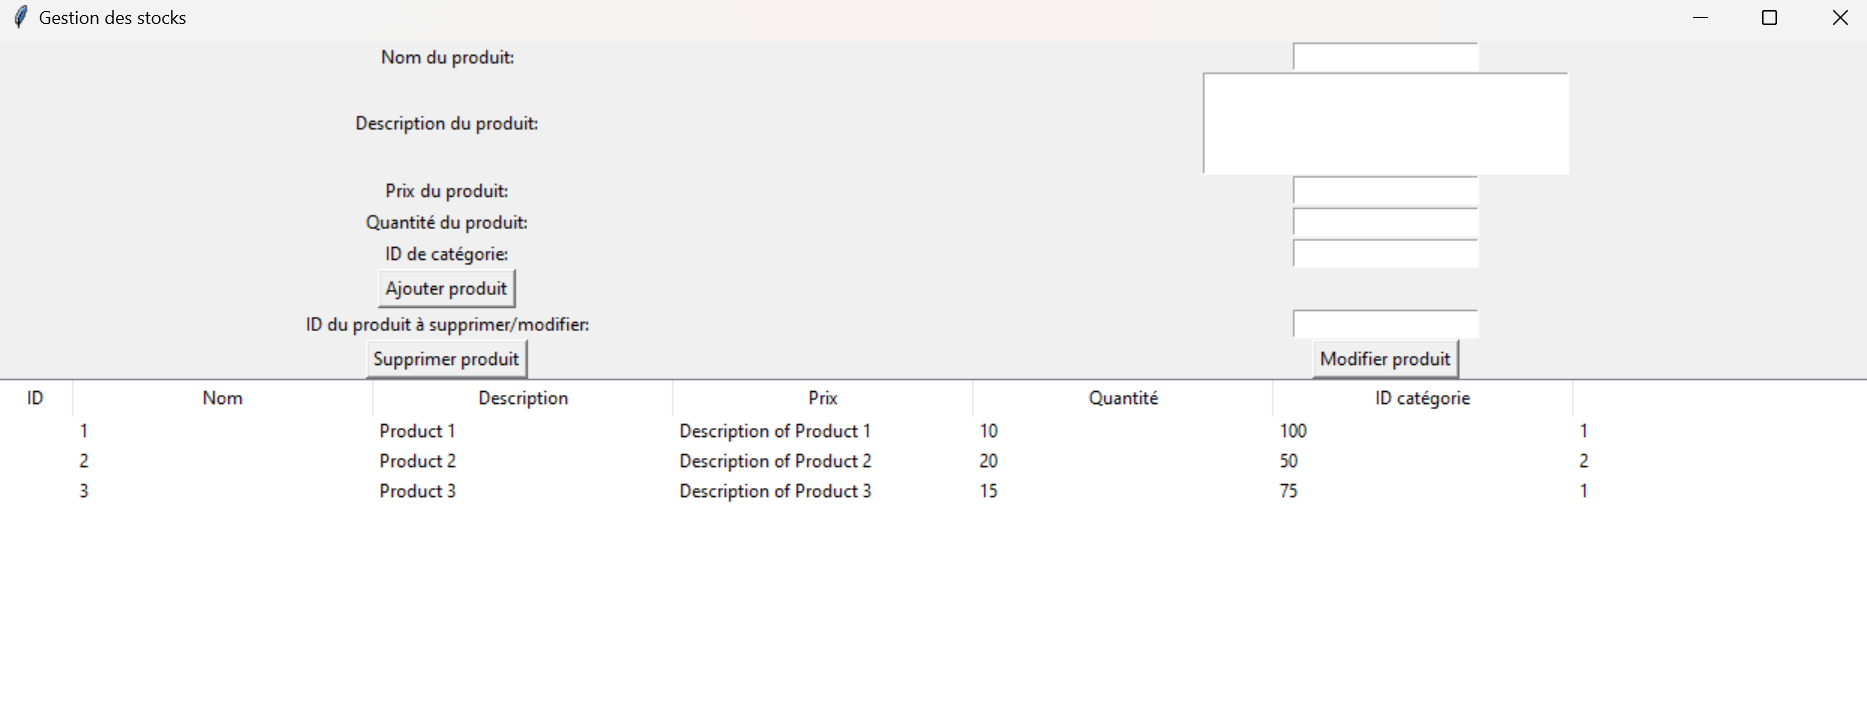 Gestion des stocks
Nom du produit:
Description du produit:
Prix du produit:
Quantité du produit:
ID de catégorie:
Ajouter produit
ID du produit à supprimer/modifier:
Supprimer produit Modifier produit
ID Nom Description Prix Quantité ID catégorie
1 Product 1 Description of Product 1 10 100 1
2 Product 2 Description of Product 2 20 50 2
3 Product 3 Description of Product 3 15 75 1